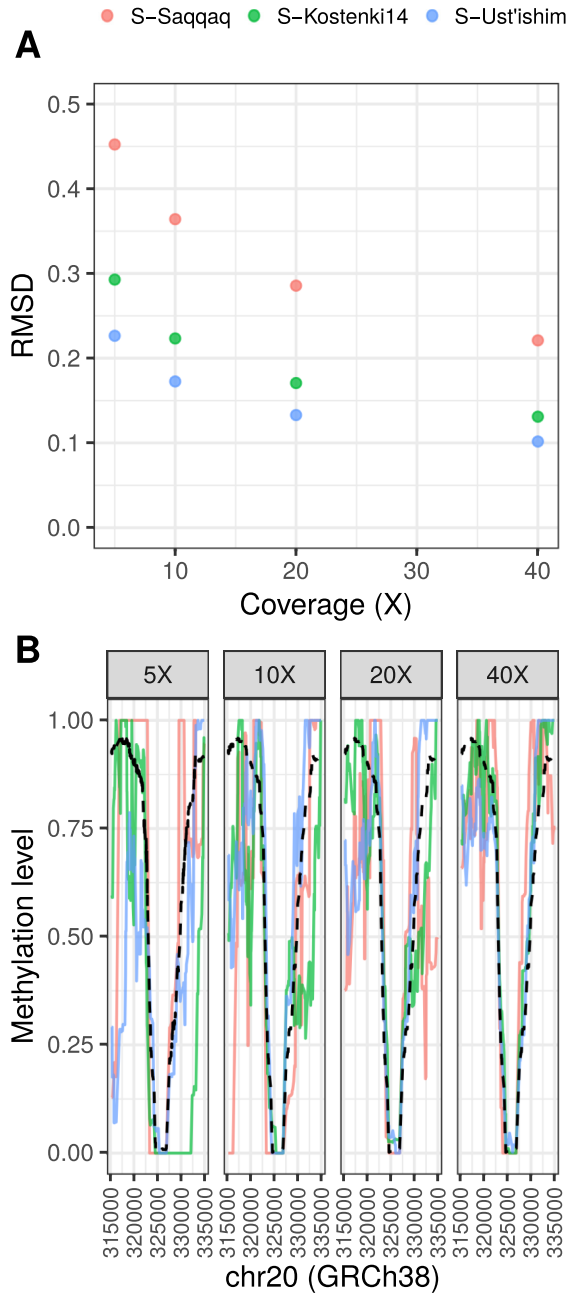 S−Saqqaq S−Kostenki14 S−Ust'ishim
A
0.5
0.4
0.3
0.2
0.1
0.0
RMSD
10 20 30 40
Coverage (X)
B
5X 10X 20X 40X
1.00
0.75
0.50
0.25
0.00
Methylation level
315000 320000 325000 330000 335000 315000 320000 325000 330000 335000 315000 320000 325000 330000 335000 315000 320000 325000 330000 335000
chr20 (GRCh38)